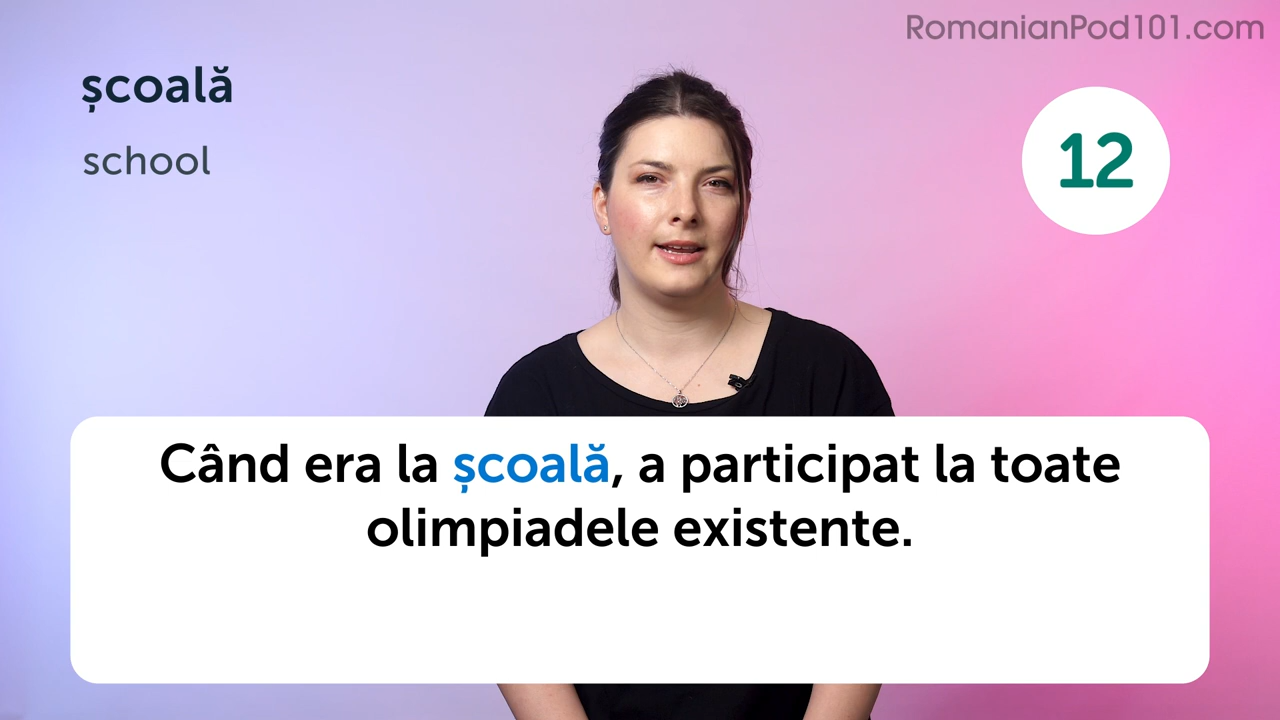 RomanianPod101.com
școală
school
12
Când era la școală, a participat la toate
olimpiadele existente.